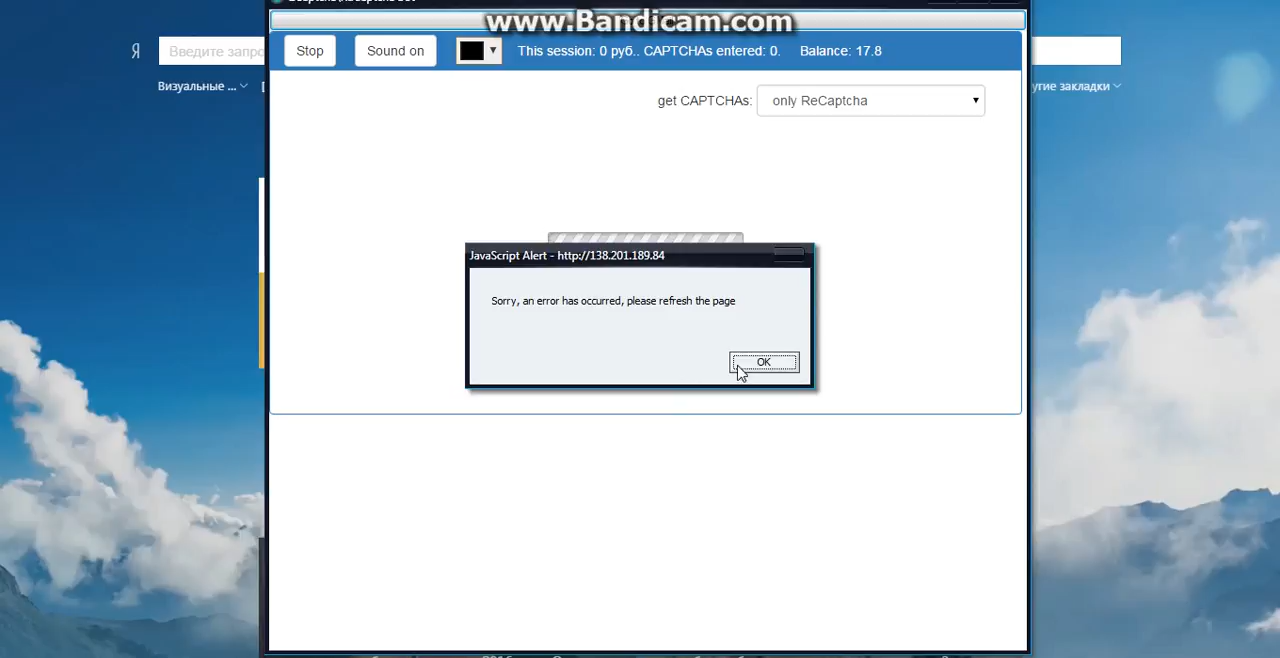 www.Bandicam.com
Я
Введите запро
Визуальные ...
Stop
Sound on
This session: 0 руб.. CAPTCHAs entered: 0.
Balance: 17.8
угие закладки
get CAPTCHAs:
only ReCaptcha
JavaScript Alert - http://138.201.189.84
Sorry, an error has occurred, please refresh the page
OK